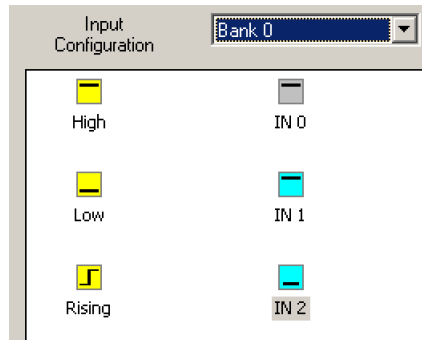 Input
Configuration
Bank 0
High
IN 0
Low
IN 1
Rising
IN 2